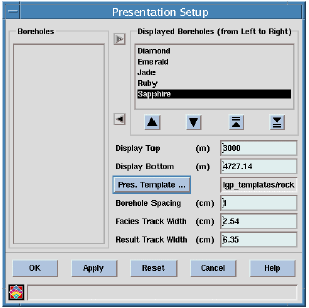 Presentation Setup
Boreholes
Displayed Boreholes (from Left to Right)
Diamond
Emerald
Jade
Ruby
Sapphire
Display Top (m) 3000
Display Bottom (m) 4727.14
Pres. Template ... igp_templates/rock
Borehole Spacing (cm) 1
Facies Track Width (cm) 2.54
Result Track Width (cm) 6.35
OK Apply Reset Cancel Help